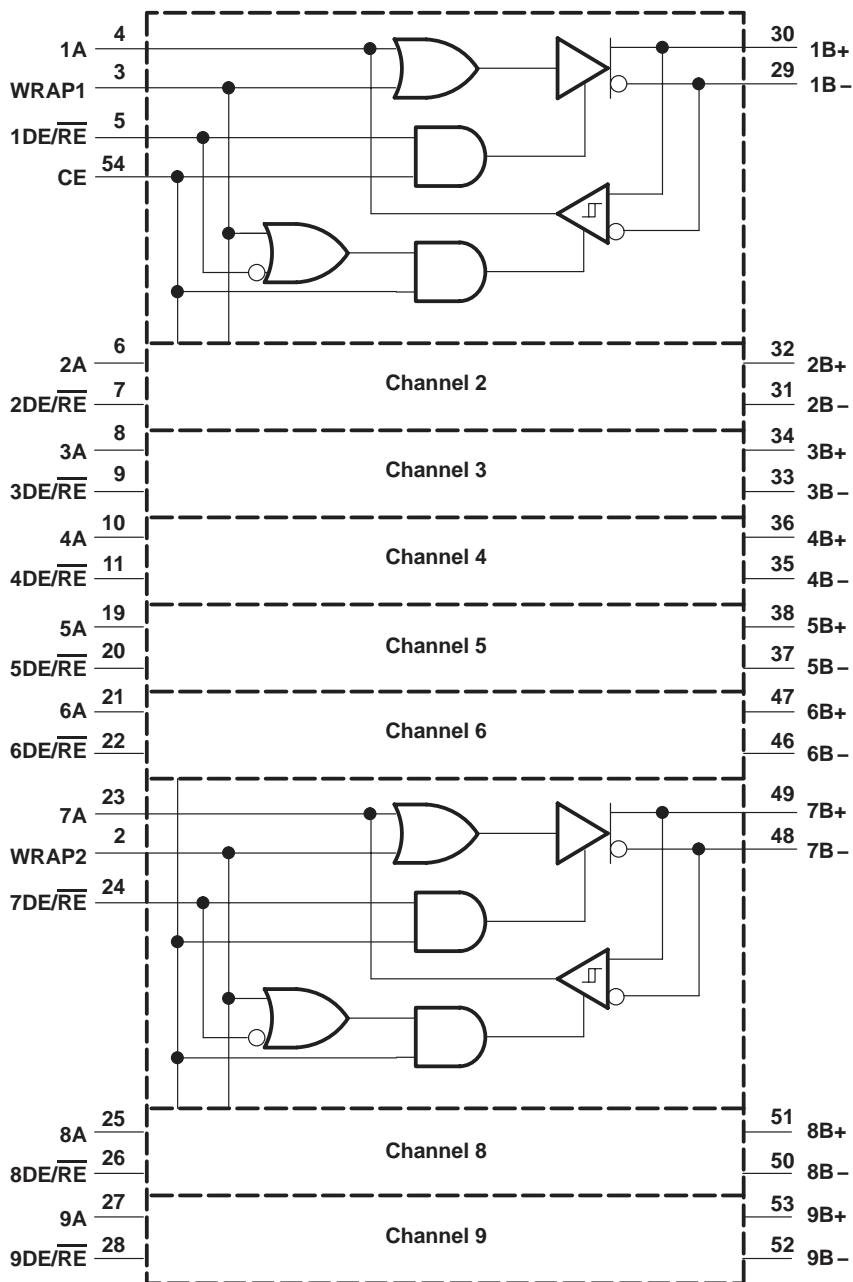 1A 4 30 1B+
WRAP1 3 29 1B–
1DE/RE 5
CE 54
2A 6 32 2B+
Channel 2
2DE/RE 7 31 2B–
3A 8 34 3B+
Channel 3
3DE/RE 9 33 3B–
4A 10 36 4B+
Channel 4
4DE/RE 11 35 4B–
5A 19 38 5B+
Channel 5
5DE/RE 20 37 5B–
6A 21 47 6B+
Channel 6
6DE/RE 22 46 6B–
7A 23 49 7B+
WRAP2 2 48 7B–
7DE/RE 24
8A 25 51 8B+
Channel 8
8DE/RE 26 50 8B–
9A 27 53 9B+
Channel 9
9DE/RE 28 52 9B–